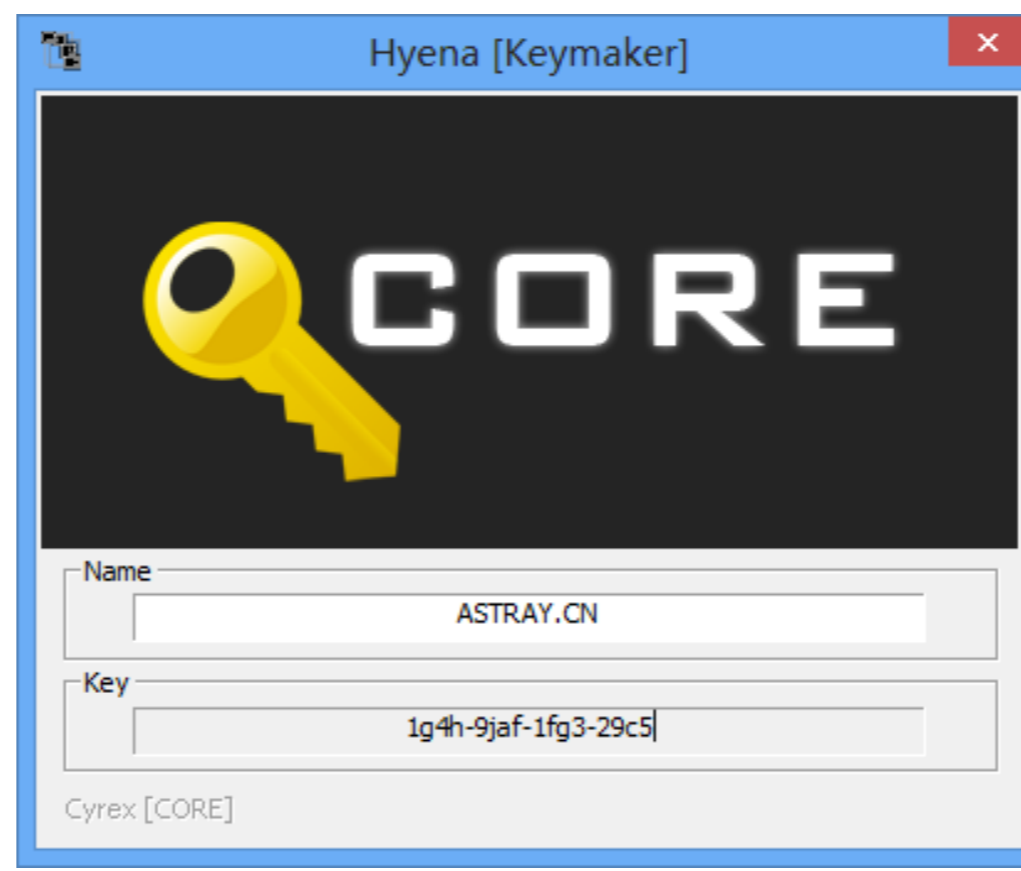 Hyena [Keymaker]
CORE
Name
ASTRAY.CN
Key
1g4h-9jaf-1fg3-29c5
Cyrex [CORE]